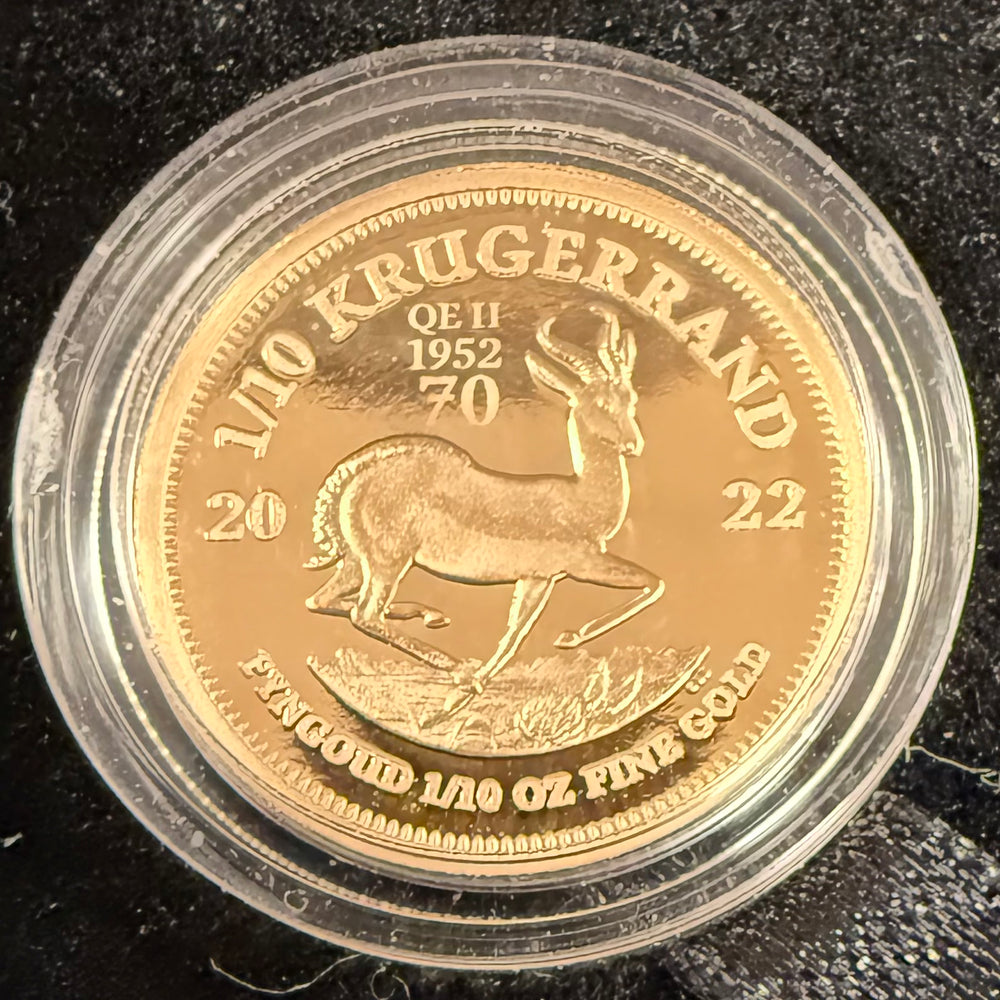 1/10 KRUGERRAND
QE II
1952
70
20 22
FYNGOUD 1/10 OZ FINE GOLD